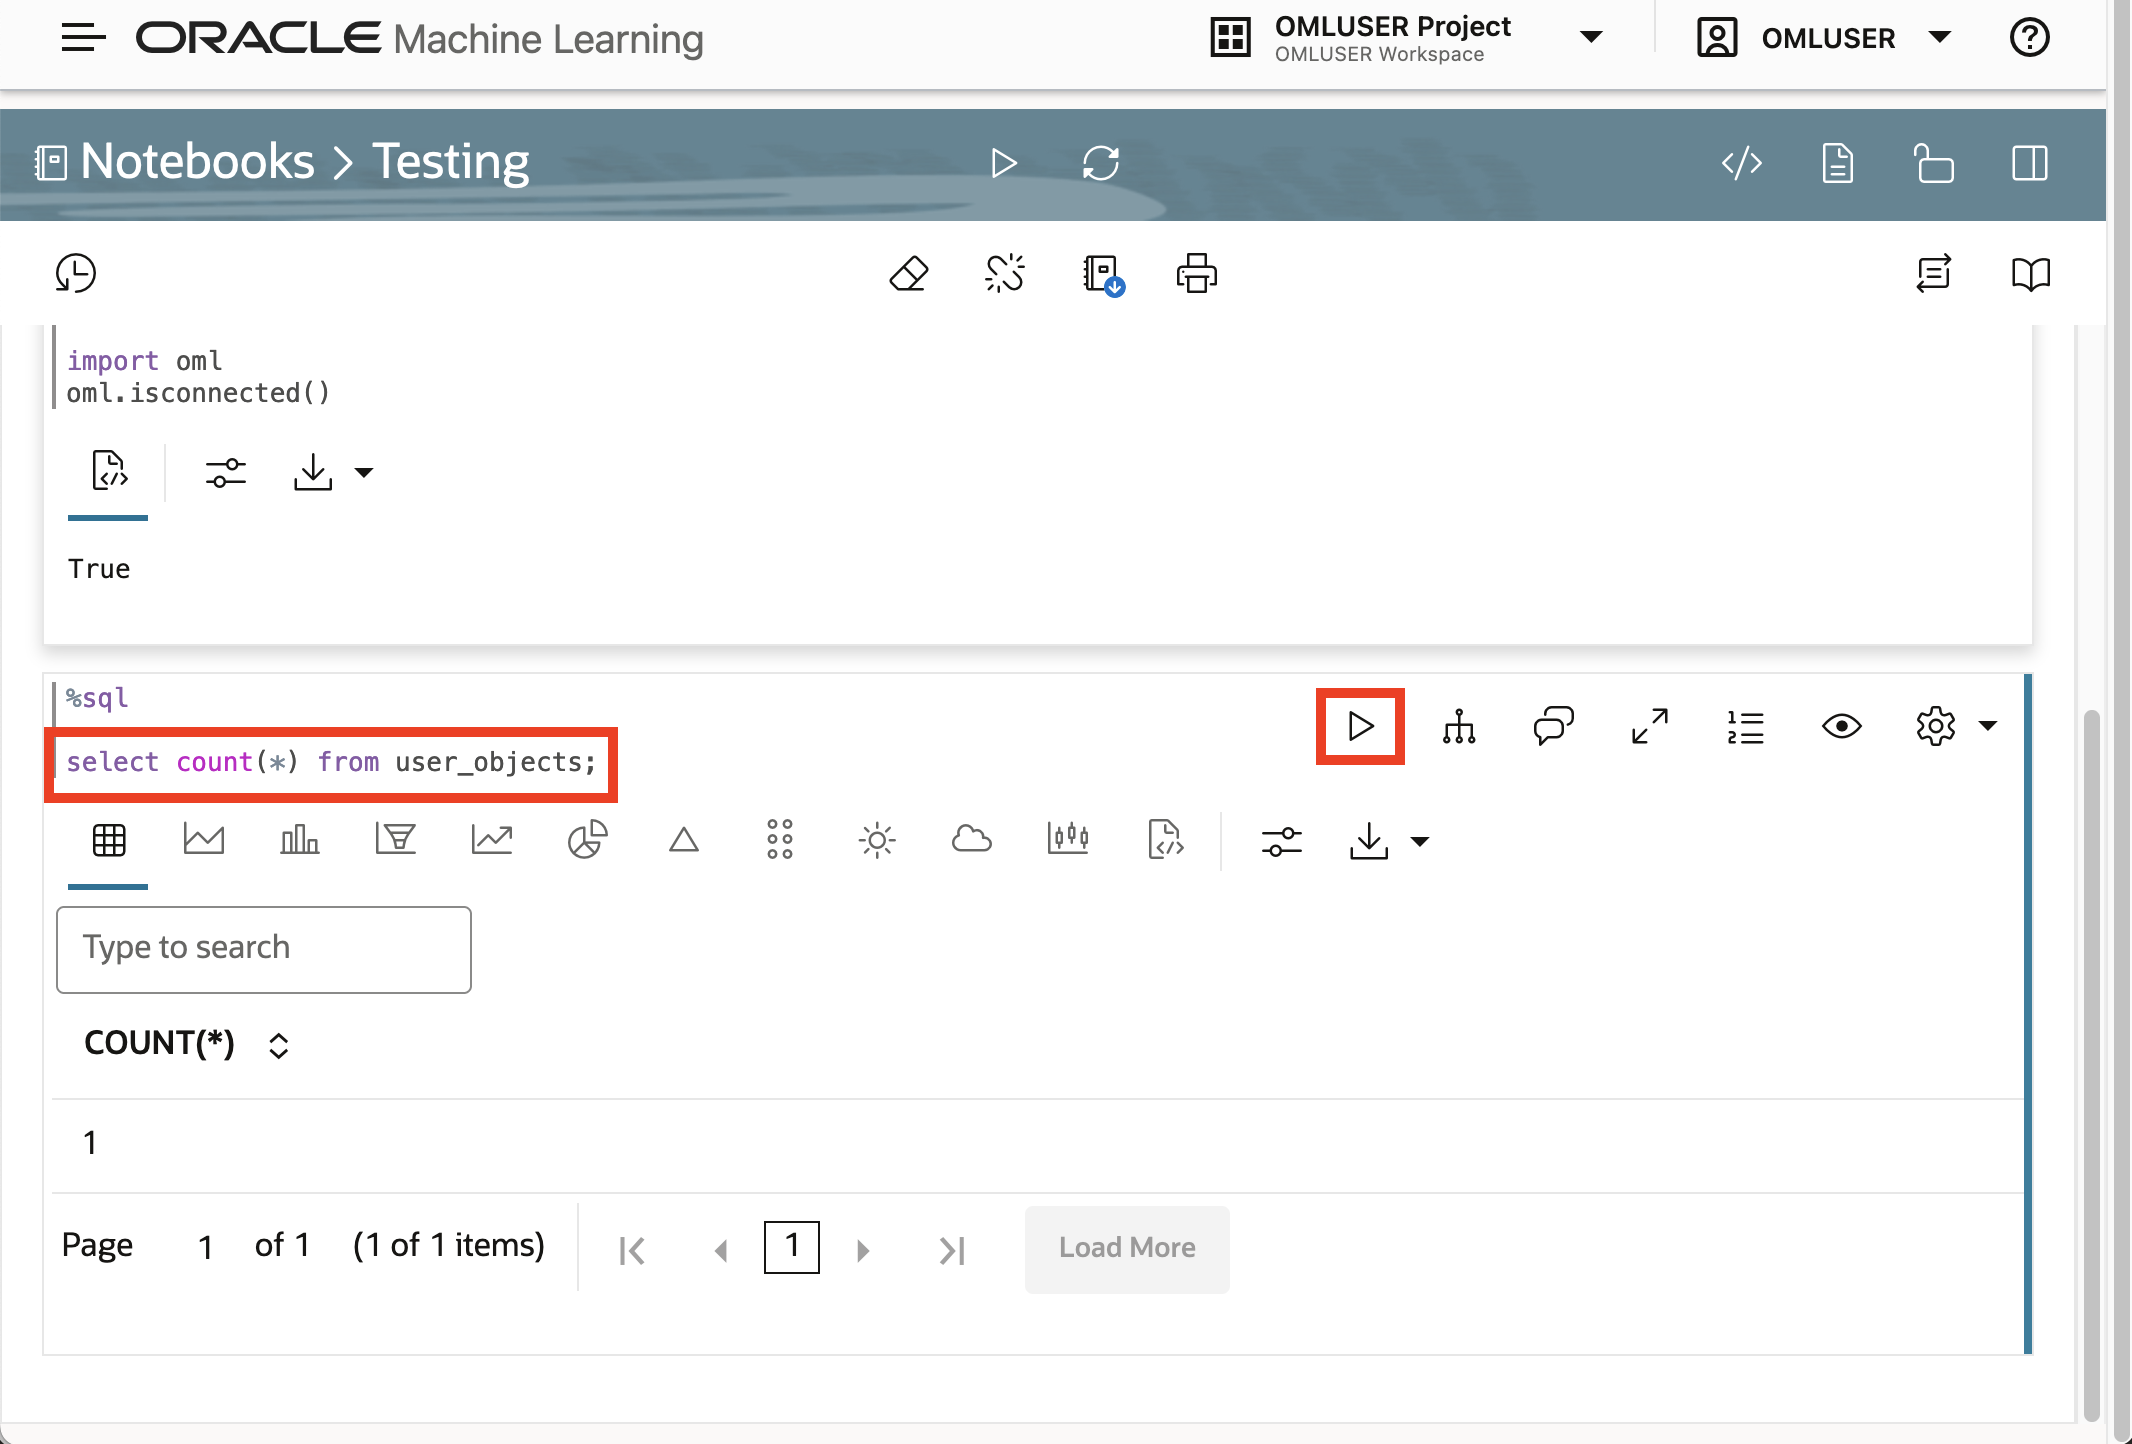 ORACLE Machine Learning
OMLUSER Project
OMLUSER Workspace
OMLUSER
Notebooks > Testing
import oml
oml.isconnected()
True
%sql
select count(*) from user_objects;
Type to search
COUNT(*)
1
Page 1 of 1 (1 of 1 items) 1 Load More